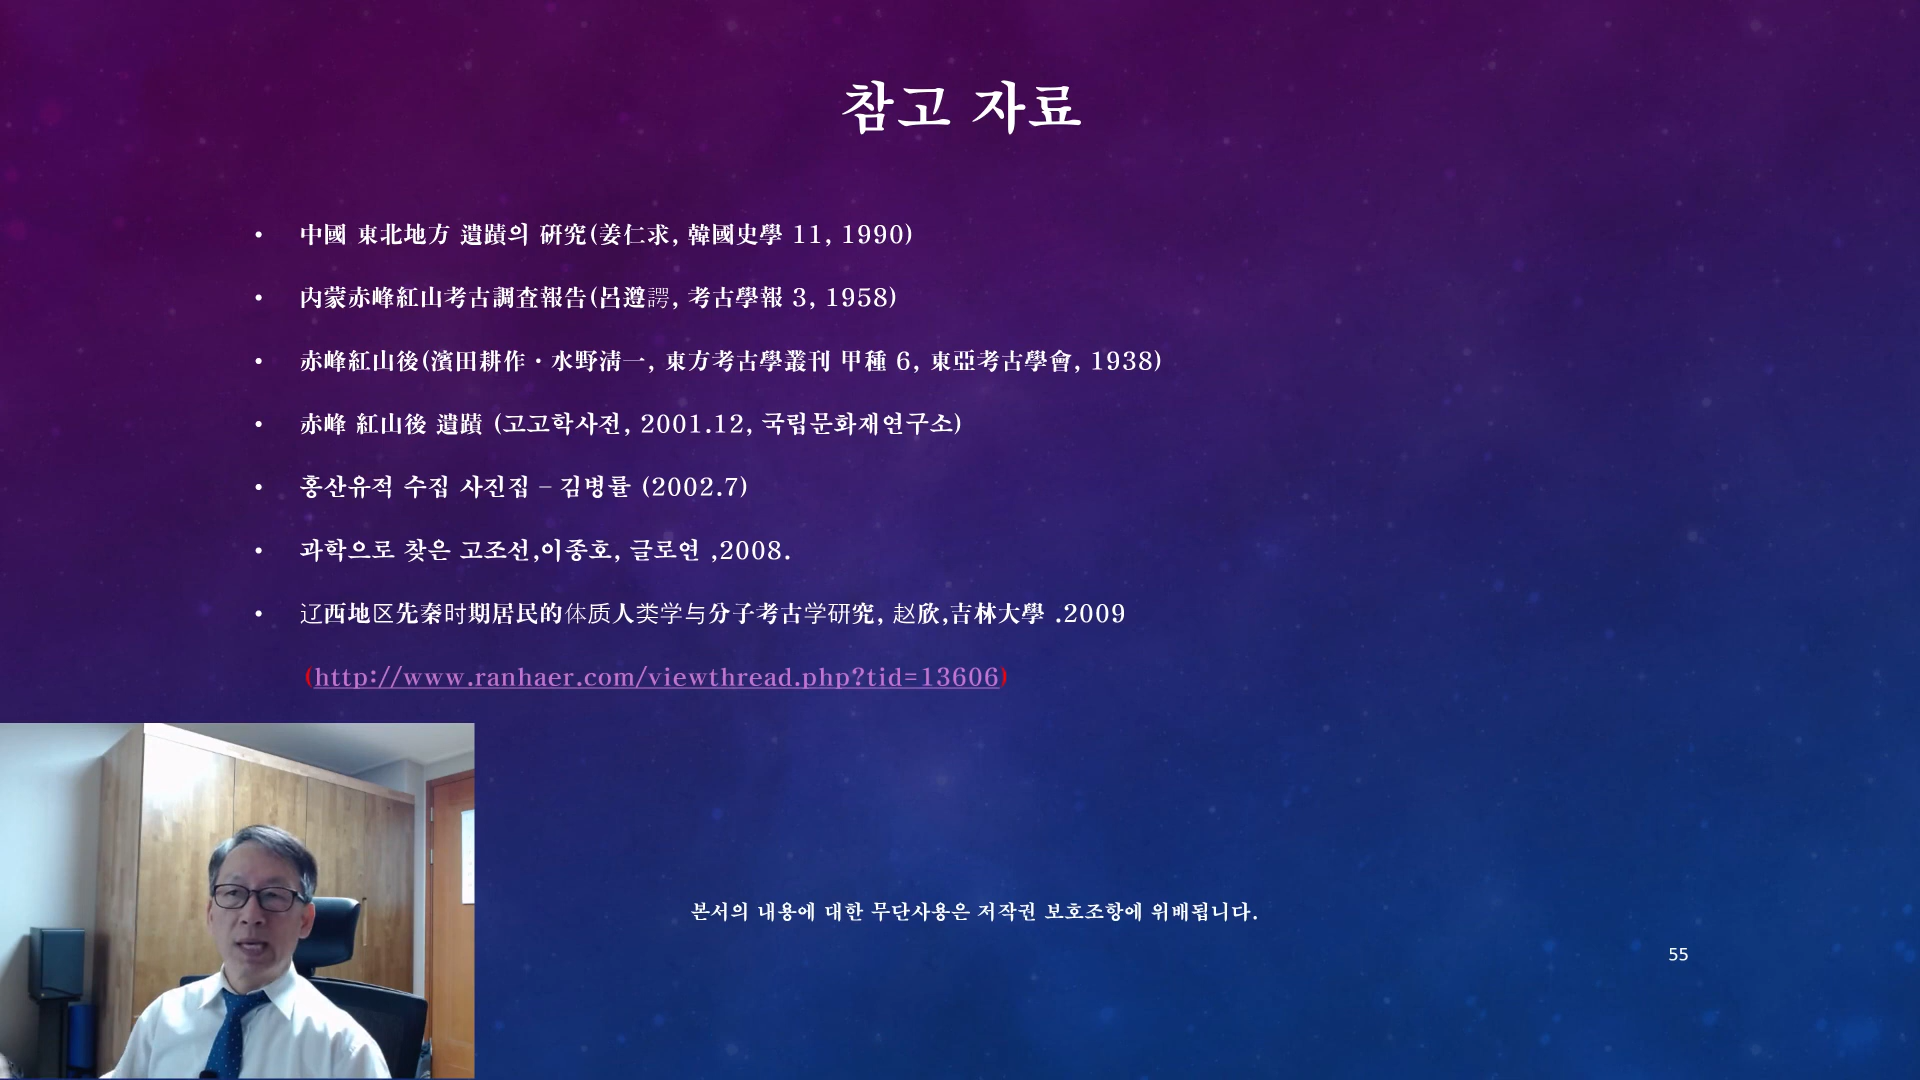 참고 자료
• 中國 東北地方 遺蹟의 硏究(姜仁求, 韓國史學 11, 1990)
• 内蒙赤峰紅山考古調査報告(呂遵諤, 考古學報 3, 1958)
• 赤峰紅山後(濱田耕作・水野淸一, 東方考古學叢刊 甲種 6, 東亞考古學會, 1938)
• 赤峰 紅山後 遺蹟 (고고학사전, 2001.12, 국립문화재연구소)
• 홍산유적 수집 사진집 – 김병률 (2002.7)
• 과학으로 찾은 고조선,이종호, 글로연 ,2008.
• 辽西地区先秦时期居民的体质人类学与分子考古学研究, 赵欣,吉林大學 .2009
(http://www.ranhaer.com/viewthread.php?tid=13606)
본서의 내용에 대한 무단사용은 저작권 보호조항에 위배됩니다.
55